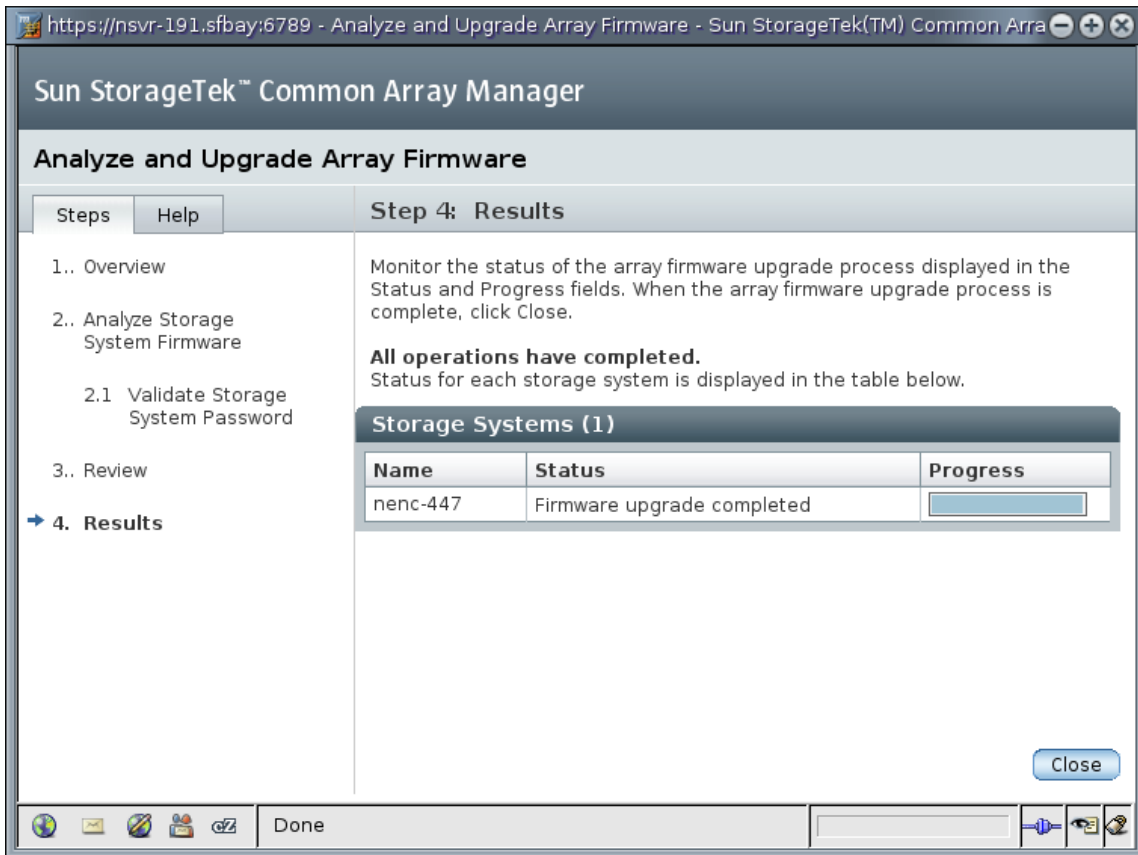 https://nsvr-191.sfbay:6789 - Analyze and Upgrade Array Firmware - Sun StorageTek(TM) Common Arra
Sun StorageTek™ Common Array Manager
Analyze and Upgrade Array Firmware
Steps
Help
1.. Overview
2.. Analyze Storage
System Firmware
2.1 Validate Storage
System Password
3.. Review
4. Results
Step 4: Results
Monitor the status of the array firmware upgrade process displayed in the
Status and Progress fields. When the array firmware upgrade process is
complete, click Close.
All operations have completed.
Status for each storage system is displayed in the table below.
Storage Systems (1)
Name Status Progress
nenc-447 Firmware upgrade completed
Close
Done